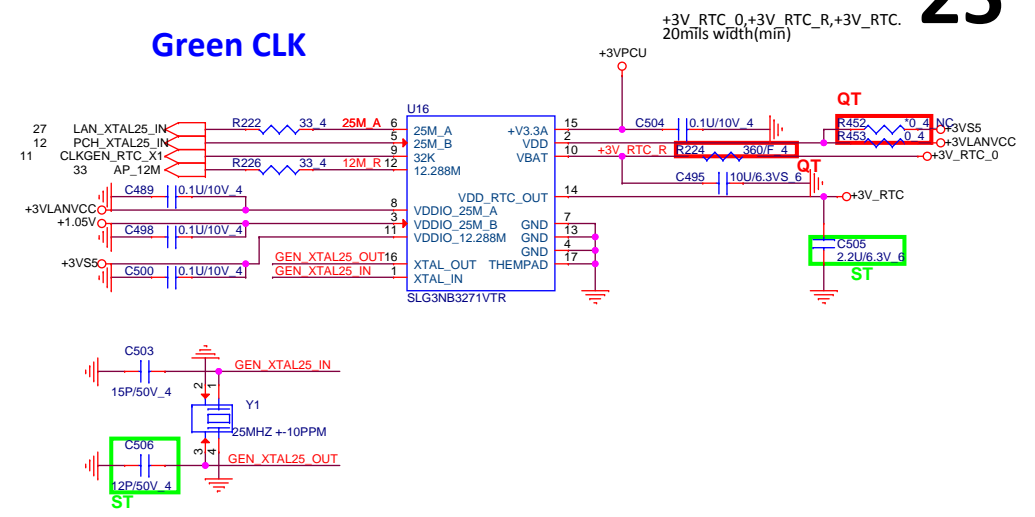 25
+3V_RTC_0,+3V_RTC_R,+3V_RTC.
20mils width(min)
Green CLK
+3VPCU
QT
U16
27 LAN_XTAL25_IN R222 33_4 25M_A 6 25M_A +V3.3A 15 C504 0.1U/10V_4 R452 *0_4_NC +3VS5
12 PCH_XTAL25_IN 5 25M_B VDD 2 R453 0_4 +3VLANVCC
11 CLKGEN_RTC_X1 9 32K VBAT 10 +3V_RTC_R R224 360/F_4 +3V_RTC_0
33 AP_12M R226 33_4 12M_R 12 12.288M
QT
C495 10U/6.3VS_6
C489 0.1U/10V_4 VDD_RTC_OUT 14 +3V_RTC
+3VLANVCC 8 VDDIO_25M_A
+1.05V 3 VDDIO_25M_B GND 7
C498 0.1U/10V_4 11 VDDIO_12.288M GND 13
GND 4
+3VS5 GEN_XTAL25_OUT 16 XTAL_OUT THEMPAD 17
C500 0.1U/10V_4 GEN_XTAL25_IN 1 XTAL_IN
C505
2.2U/6.3V_6
ST
SLG3NB3271VTR
C503 GEN_XTAL25_IN
15P/50V_4
2 1
Y1
25MHZ +-10PPM
3 4
C506 GEN_XTAL25_OUT
12P/50V_4
ST